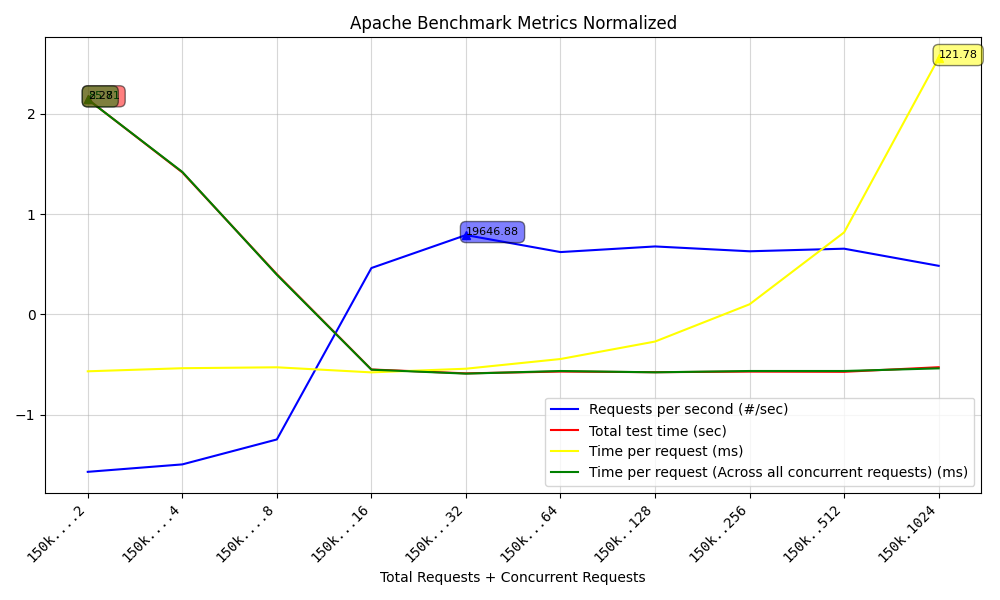 Apache Benchmark Metrics Normalized
121.78
19646.88
2
1
0
−1
Requests per second (#/sec)
Total test time (sec)
Time per request (ms)
Time per request (Across all concurrent requests) (ms)
150k....2
150k....4
150k....8
150k...16
150k...32
150k...64
150k..128
150k..256
150k..512
150k.1024
Total Requests + Concurrent Requests